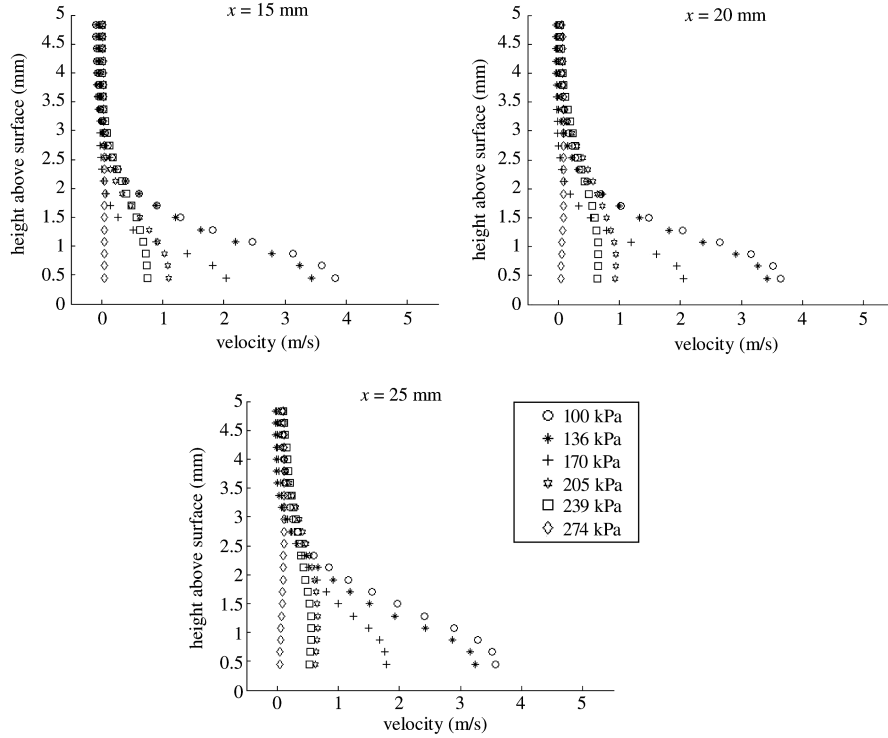 x = 15 mm
5
4.5
4
3.5
3
2.5
2
1.5
1
0.5
0
height above surface (mm)
0 1 2 3 4 5
velocity (m/s)
x = 20 mm
5
4.5
4
3.5
3
2.5
2
1.5
1
0.5
0
height above surface (mm)
0 1 2 3 4 5
velocity (m/s)
x = 25 mm
5
4.5
4
3.5
3
2.5
2
1.5
1
0.5
0
height above surface (mm)
0 1 2 3 4 5
velocity (m/s)
100 kPa
136 kPa
170 kPa
205 kPa
239 kPa
274 kPa